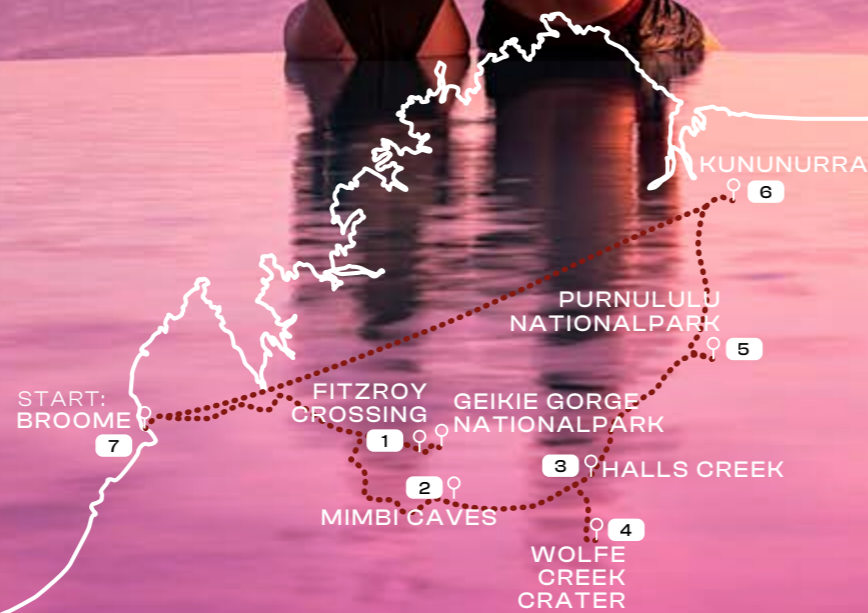 KUNUNURRA
6
PURNULULU
NATIONALPARK
5
START:
BROOME
7
FITZROY
CROSSING
1
GEIKIE GORGE
NATIONALPARK
2
MIMBI CAVES
3
HALLS CREEK
4
WOLFE
CREEK
CRATER